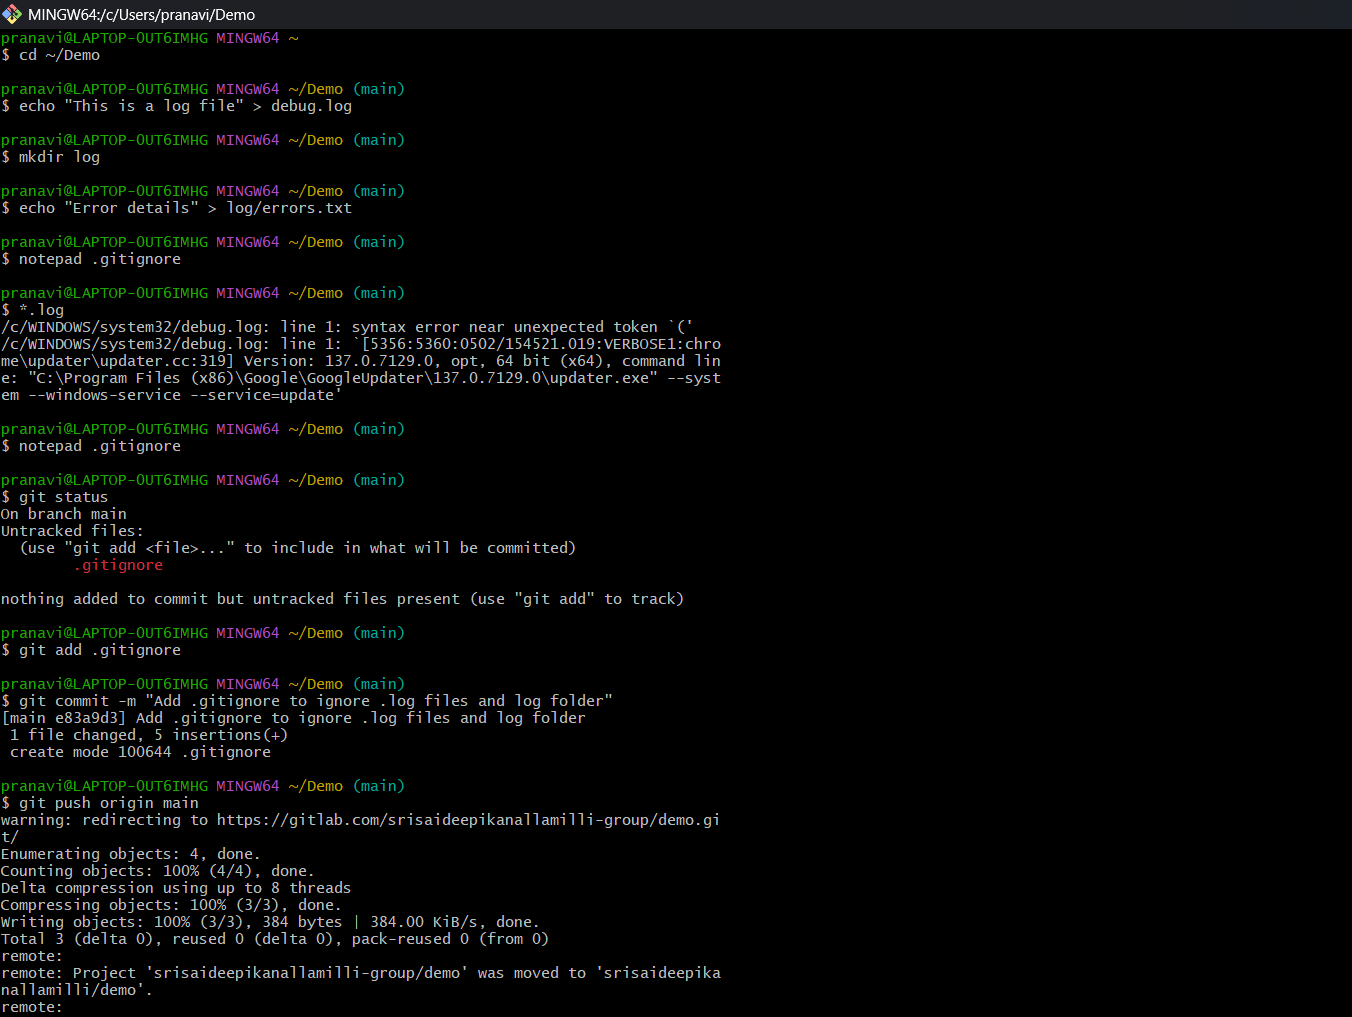 MINGW64:/c/Users/pranavi/Demo
pranavi@LAPTOP-OUT6IMHG MINGW64 ~
$ cd ~/Demo
pranavi@LAPTOP-OUT6IMHG MINGW64 ~/Demo (main)
$ echo "This is a log file" > debug.log
pranavi@LAPTOP-OUT6IMHG MINGW64 ~/Demo (main)
$ mkdir log
pranavi@LAPTOP-OUT6IMHG MINGW64 ~/Demo (main)
$ echo "Error details" > log/errors.txt
pranavi@LAPTOP-OUT6IMHG MINGW64 ~/Demo (main)
$ notepad .gitignore
pranavi@LAPTOP-OUT6IMHG MINGW64 ~/Demo (main)
$ *.log
/c/WINDOWS/system32/debug.log: line 1: syntax error near unexpected token `('
/c/WINDOWS/system32/debug.log: line 1: `[5356:5360:0502/154521.019:VERBOSE1:chro
me\updater\updater.cc:319] Version: 137.0.7129.0, opt, 64 bit (x64), command lin
e: "C:\Program Files (x86)\Google\GoogleUpdater\137.0.7129.0\updater.exe" --syst
em --windows-service --service=update'
pranavi@LAPTOP-OUT6IMHG MINGW64 ~/Demo (main)
$ notepad .gitignore
pranavi@LAPTOP-OUT6IMHG MINGW64 ~/Demo (main)
$ git status
On branch main
Untracked files:
  (use "git add <file>..." to include in what will be committed)
        .gitignore
nothing added to commit but untracked files present (use "git add" to track)
pranavi@LAPTOP-OUT6IMHG MINGW64 ~/Demo (main)
$ git add .gitignore
pranavi@LAPTOP-OUT6IMHG MINGW64 ~/Demo (main)
$ git commit -m "Add .gitignore to ignore .log files and log folder"
[main e83a9d3] Add .gitignore to ignore .log files and log folder
 1 file changed, 5 insertions(+)
 create mode 100644 .gitignore
pranavi@LAPTOP-OUT6IMHG MINGW64 ~/Demo (main)
$ git push origin main
warning: redirecting to https://gitlab.com/srisaideepikanallamilli-group/demo.gi
t/
Enumerating objects: 4, done.
Counting objects: 100% (4/4), done.
Delta compression using up to 8 threads
Compressing objects: 100% (3/3), done.
Writing objects: 100% (3/3), 384 bytes | 384.00 KiB/s, done.
Total 3 (delta 0), reused 0 (delta 0), pack-reused 0 (from 0)
remote:
remote: Project 'srisaideepikanallamilli-group/demo' was moved to 'srisaideepika
nallamilli/demo'.
remote: